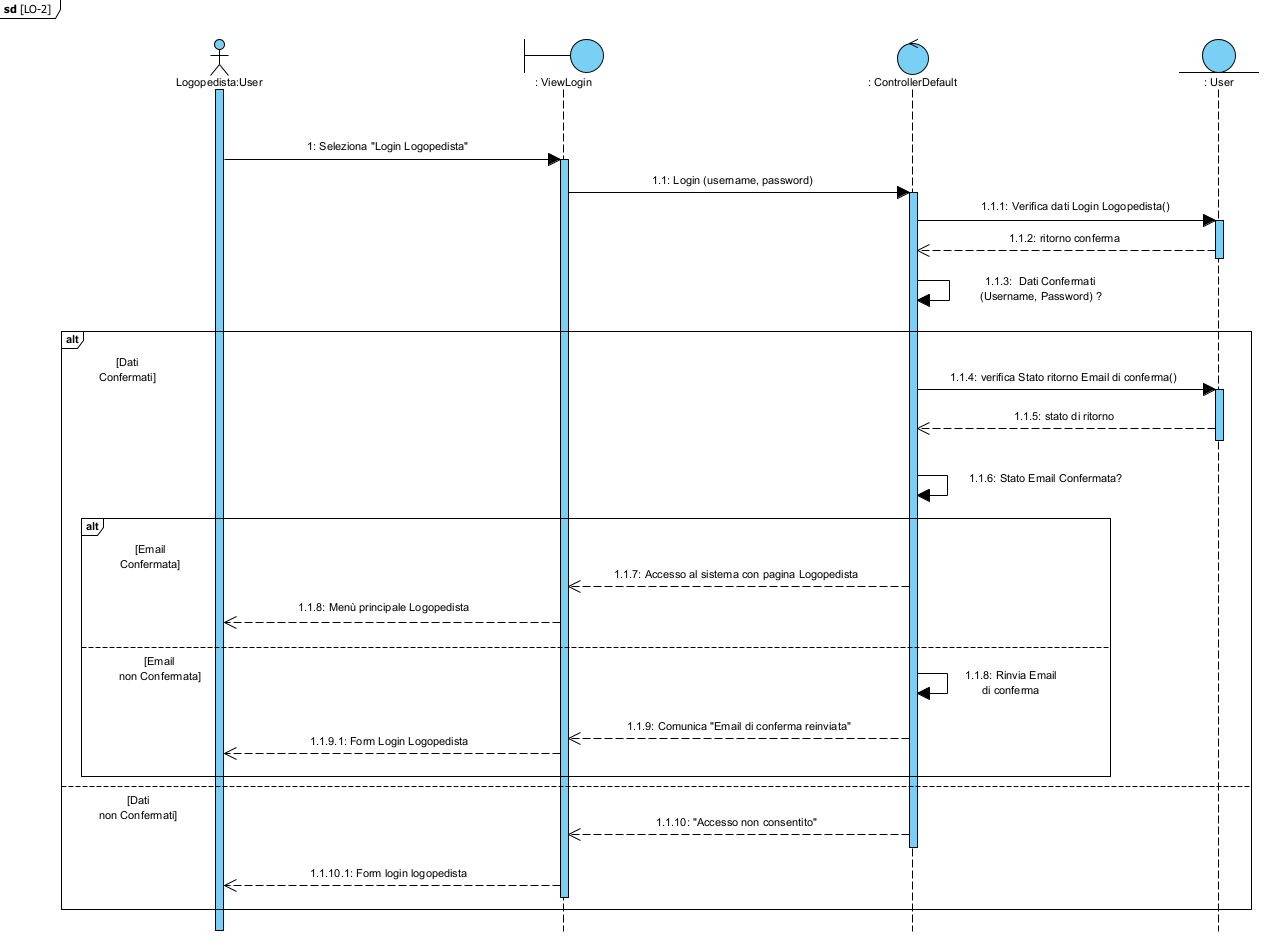 sd [LO-2]
Logopedista:User
: ViewLogin
: ControllerDefault
: User
1: Seleziona "Login Logopedista"
1.1: Login (username, password)
1.1.1: Verifica dati Login Logopedista()
1.1.2: ritorno conferma
1.1.3: Dati Confermati
(Username, Password) ?
alt
[Dati
Confermati]
1.1.4: verifica Stato ritorno Email di conferma()
1.1.5: stato di ritorno
1.1.6: Stato Email Confermata?
alt
[Email
Confermata]
1.1.7: Accesso al sistema con pagina Logopedista
1.1.8: Menù principale Logopedista
[Email
non Confermata]
1.1.8: Rinvia Email
di conferma
1.1.9: Comunica "Email di conferma reinviata"
1.1.9.1: Form Login Logopedista
[Dati
non Confermati]
1.1.10: "Accesso non consentito"
1.1.10.1: Form login logopedista